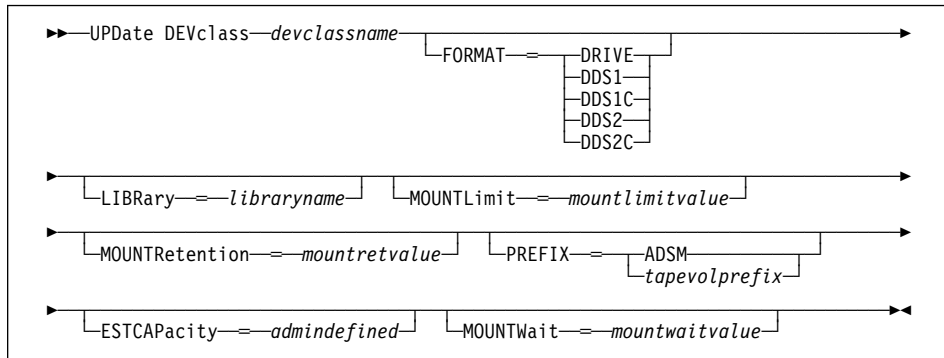 UPDate DEVclass devclassname
FORMAT = DRIVE
DDS1
DDS1C
DDS2
DDS2C
LIBRary = libraryname MOUNTLimit = mountlimitvalue
MOUNTRetention = mountretvalue PREFIX = ADSM
tapevolprefix
ESTCAPacity = admindefined MOUNTWait = mountwaitvalue